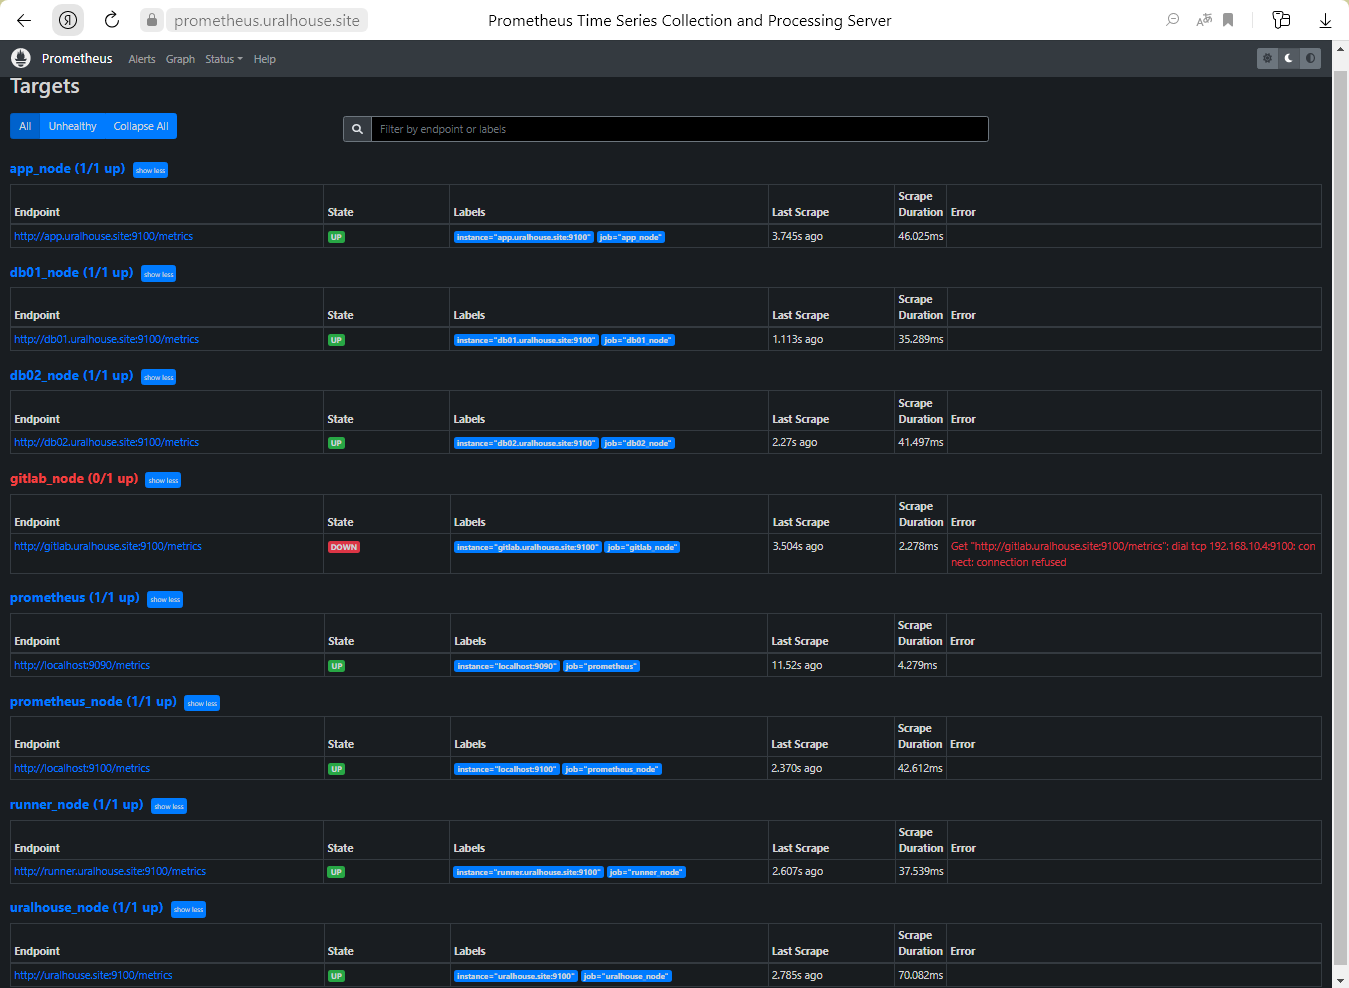 prometheus.uralhouse.site
Prometheus Time Series Collection and Processing Server
Prometheus Alerts Graph Status Help
Targets
All Unhealthy Collapse All
Filter by endpoint or labels
app_node (1/1 up) show less
Endpoint State Labels Last Scrape Scrape Duration Error
http://app.uralhouse.site:9100/metrics UP instance="app.uralhouse.site:9100" job="app_node" 3.745s ago 46.025ms
db01_node (1/1 up) show less
Endpoint State Labels Last Scrape Scrape Duration Error
http://db01.uralhouse.site:9100/metrics UP instance="db01.uralhouse.site:9100" job="db01_node" 1.113s ago 35.289ms
db02_node (1/1 up) show less
Endpoint State Labels Last Scrape Scrape Duration Error
http://db02.uralhouse.site:9100/metrics UP instance="db02.uralhouse.site:9100" job="db02_node" 2.27s ago 41.497ms
gitlab_node (0/1 up) show less
Endpoint State Labels Last Scrape Scrape Duration Error
http://gitlab.uralhouse.site:9100/metrics DOWN instance="gitlab.uralhouse.site:9100" job="gitlab_node" 3.504s ago 2.278ms Get "http://gitlab.uralhouse.site:9100/metrics": dial tcp 192.168.10.4:9100: con
nect: connection refused
prometheus (1/1 up) show less
Endpoint State Labels Last Scrape Scrape Duration Error
http://localhost:9090/metrics UP instance="localhost:9090" job="prometheus" 11.52s ago 4.279ms
prometheus_node (1/1 up) show less
Endpoint State Labels Last Scrape Scrape Duration Error
http://localhost:9100/metrics UP instance="localhost:9100" job="prometheus_node" 2.370s ago 42.612ms
runner_node (1/1 up) show less
Endpoint State Labels Last Scrape Scrape Duration Error
http://runner.uralhouse.site:9100/metrics UP instance="runner.uralhouse.site:9100" job="runner_node" 2.607s ago 37.539ms
uralhouse_node (1/1 up) show less
Endpoint State Labels Last Scrape Scrape Duration Error
http://uralhouse.site:9100/metrics UP instance="uralhouse.site:9100" job="uralhouse_node" 2.785s ago 70.082ms